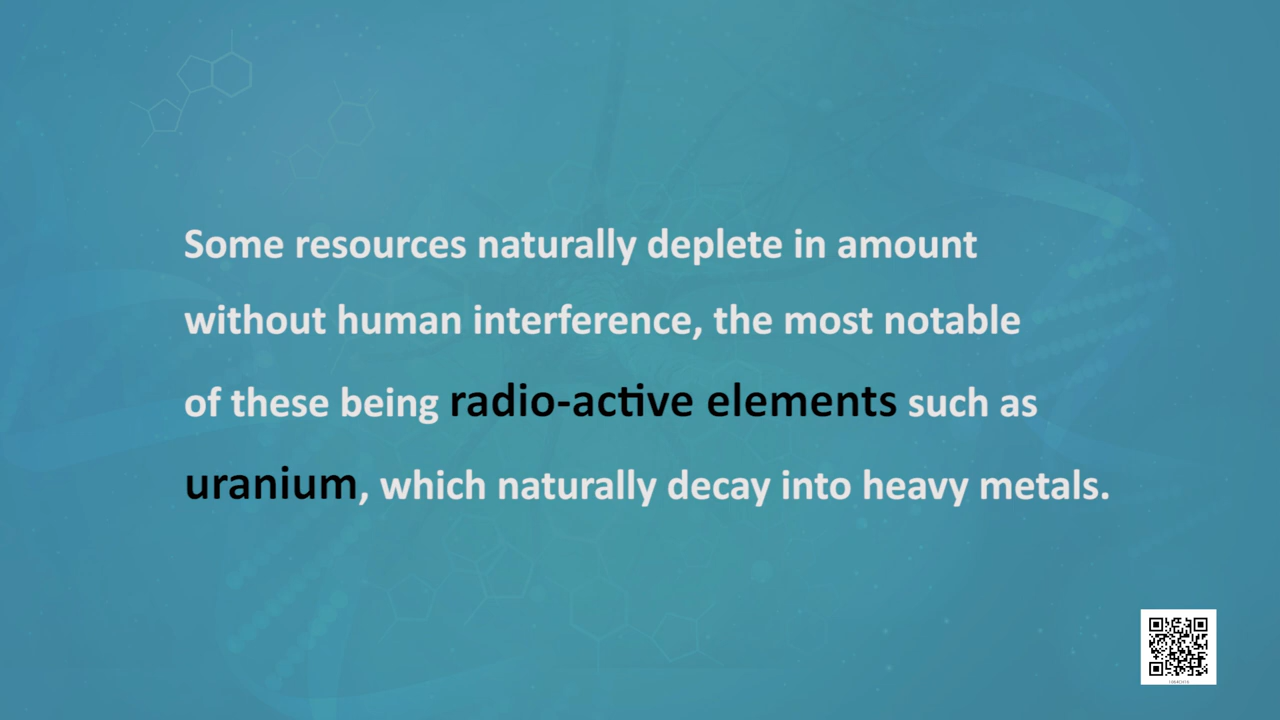 Some resources naturally deplete in amount
without human interference, the most notable
of these being radio-active elements such as
uranium, which naturally decay into heavy metals.